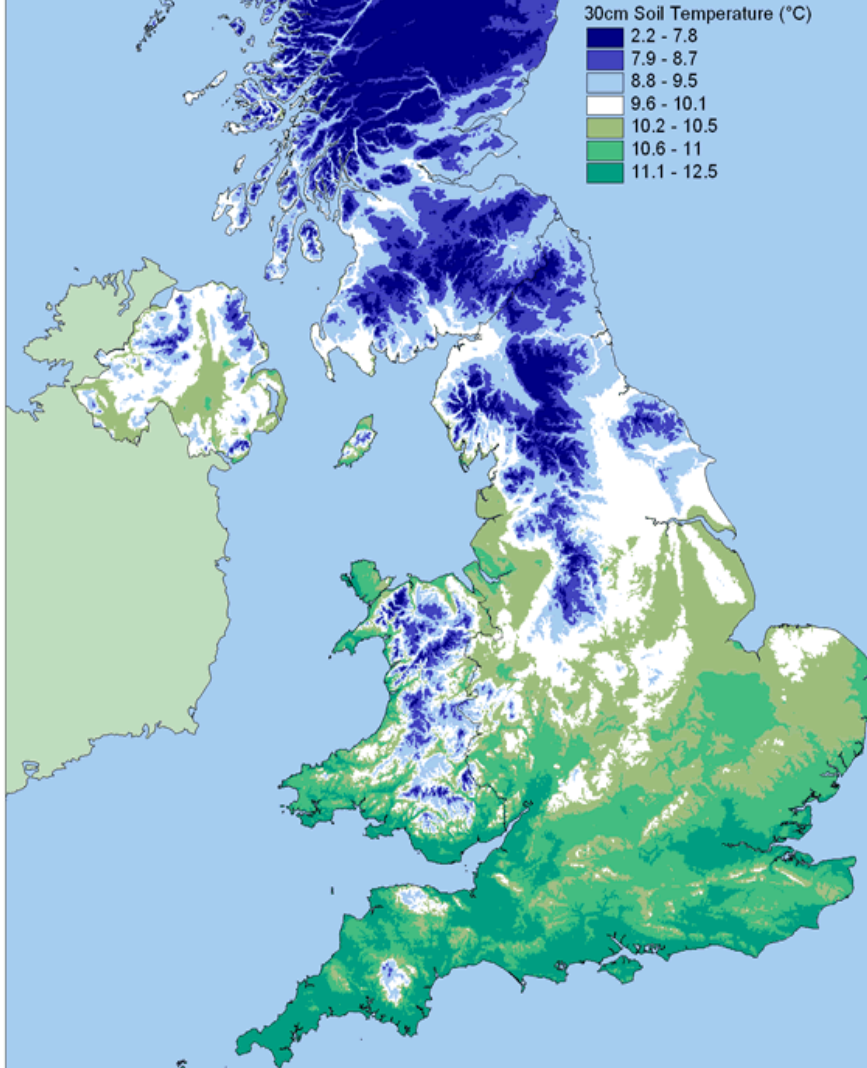 30cm Soil Temperature (°C)
2.2 - 7.8
7.9 - 8.7
8.8 - 9.5
9.6 - 10.1
10.2 - 10.5
10.6 - 11
11.1 - 12.5